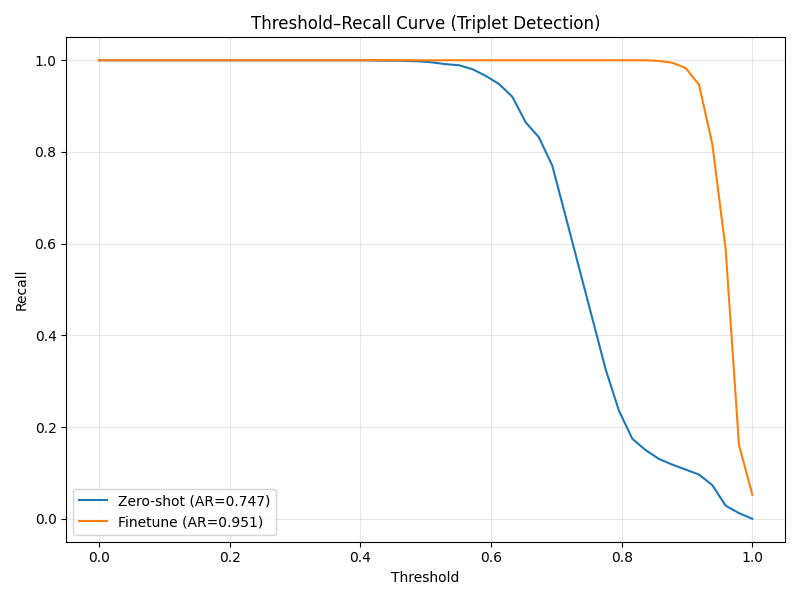 Threshold–Recall Curve (Triplet Detection)
Recall
1.0
0.8
0.6
0.4
0.2
0.0
Zero-shot (AR=0.747)
Finetune (AR=0.951)
0.0 0.2 0.4 0.6 0.8 1.0
Threshold